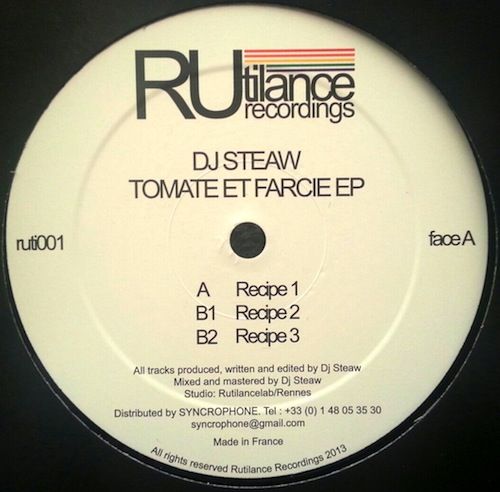 RUtilance
recordings
DJ STEAW
TOMATE ET FARCIE EP
ruti001
face A
A Recipe 1
B1 Recipe 2
B2 Recipe 3
All tracks produced, written and edited by Dj Steaw
Mixed and mastered by Dj Steaw
Studio: Rutilancelab/Rennes
Distributed by SYNCROPHONE. Tel : +33 (0) 1 48 05 35 30
syncrophone@gmail.com
Made in France
All rights reserved Rutilance Recordings 2013